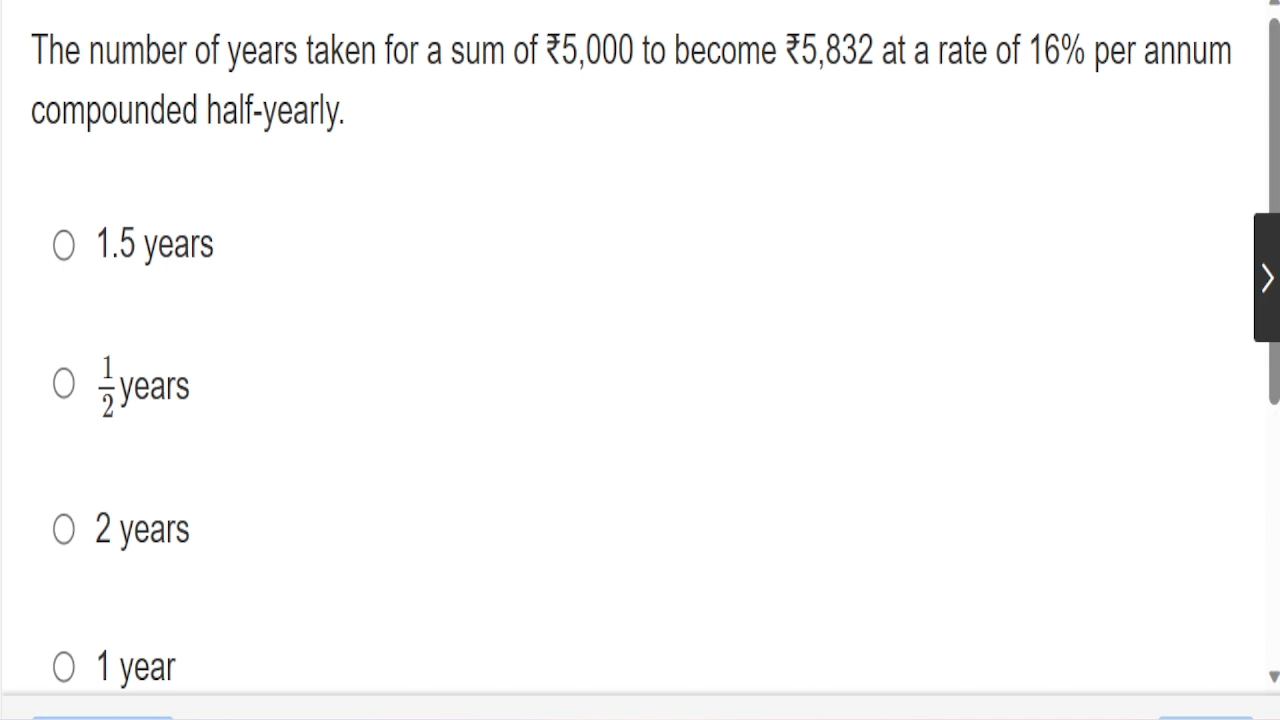 The number of years taken for a sum of ₹5,000 to become ₹5,832 at a rate of 16% per annum
compounded half-yearly.
1.5 years
1/2 years
2 years
1 year